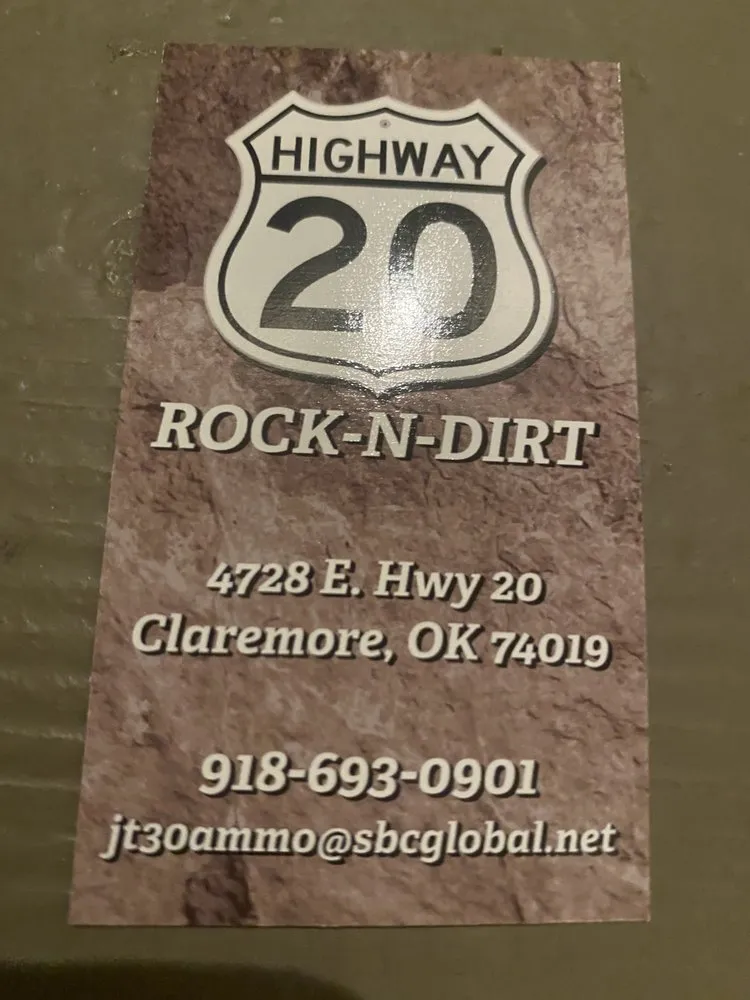 HIGHWAY
20
ROCK-N-DIRT
4728 E. Hwy 20
Claremore, OK 74019
918-693-0901
jt30ammo@sbcglobal.net